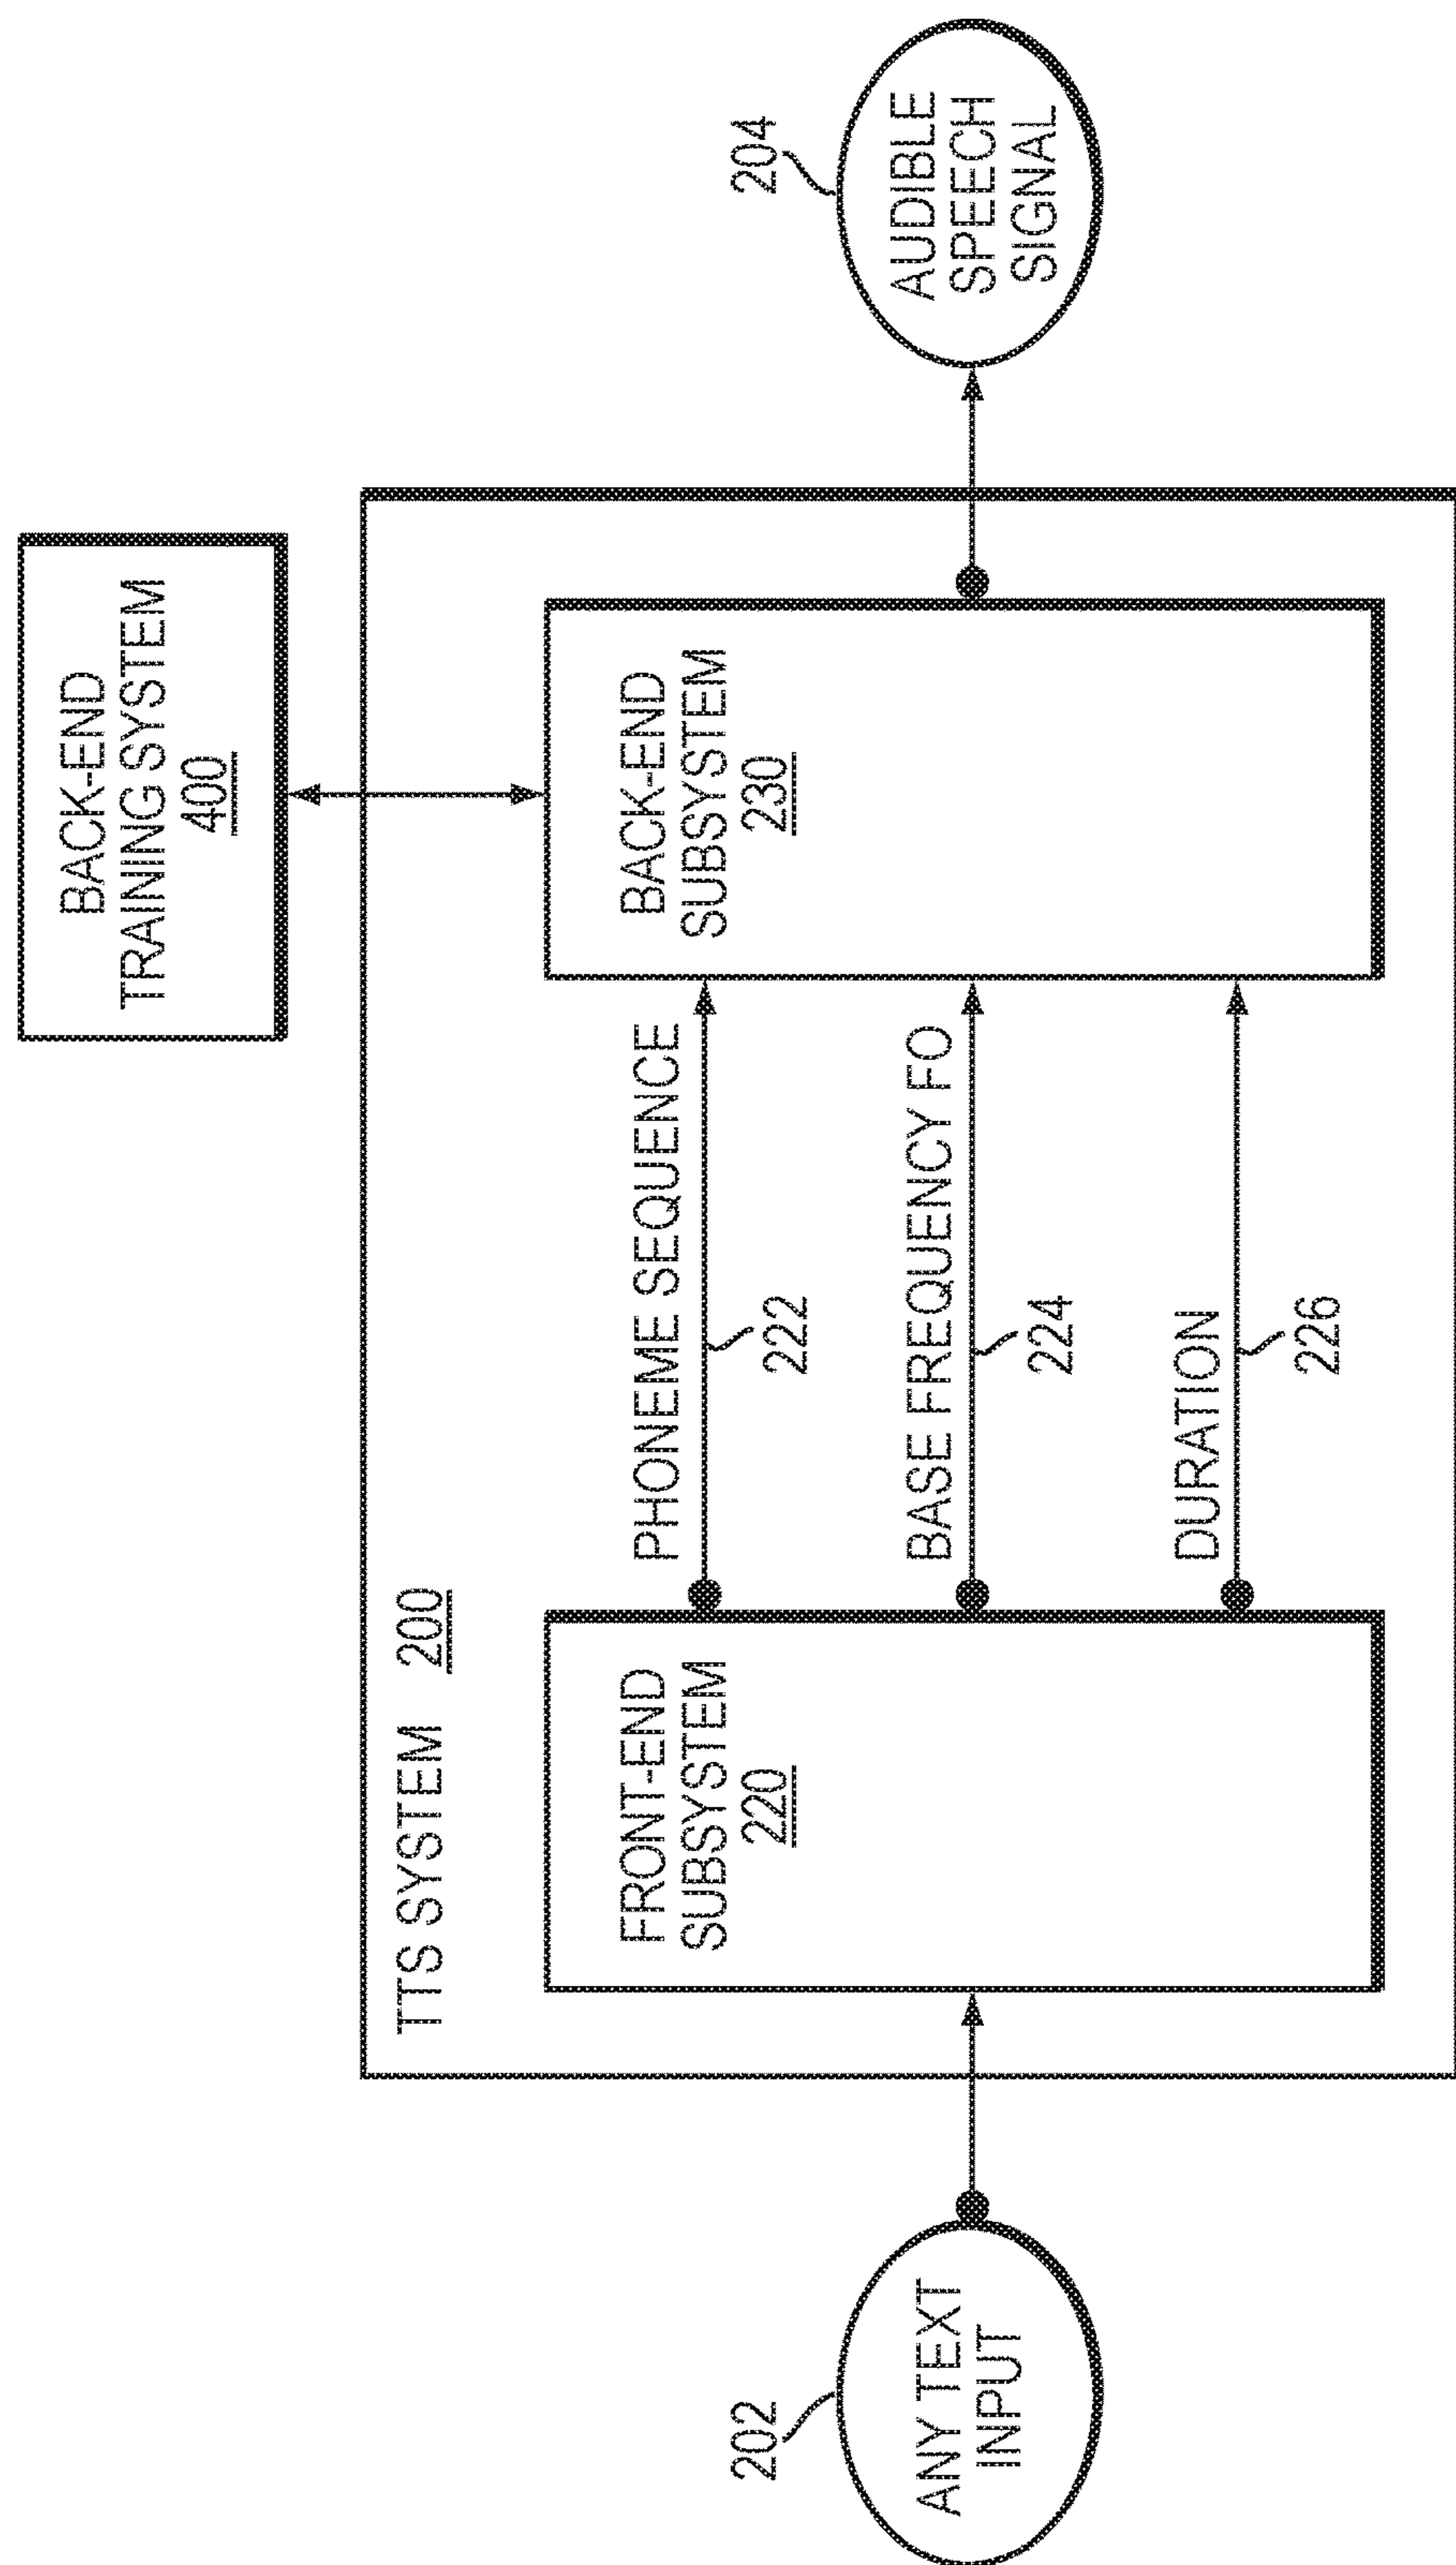 BACK-END
TRAINING SYSTEM
400
TTS SYSTEM 200
FRONT-END
SUBSYSTEM
220
PHONEME SEQUENCE
222
BASE FREQUENCY FO
224
DURATION
226
BACK-END
SUBSYSTEM
230
202
ANY TEXT
INPUT
204
AUDIBLE
SPEECH
SIGNAL